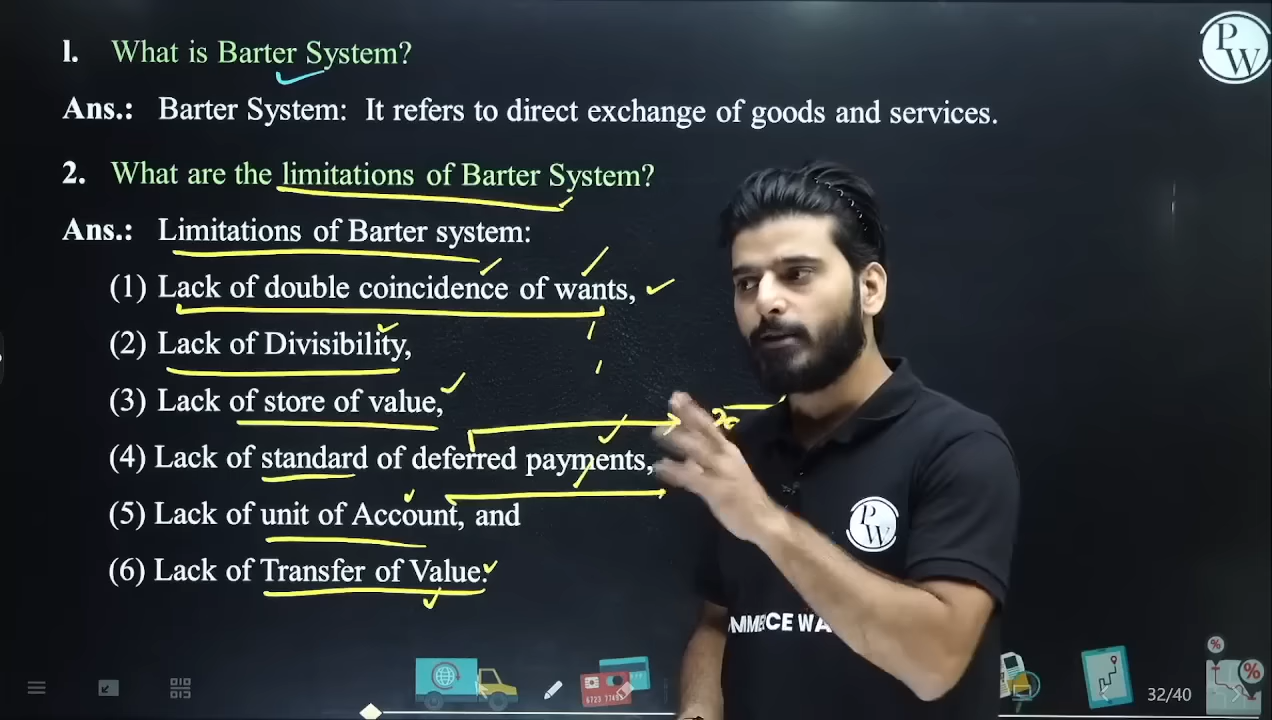 1. What is Barter System?
Ans.: Barter System: It refers to direct exchange of goods and services.
2. What are the limitations of Barter System?
Ans.: Limitations of Barter system:
(1) Lack of double coincidence of wants,
(2) Lack of Divisibility,
(3) Lack of store of value,
(4) Lack of standard of deferred payments,
(5) Lack of unit of Account, and
(6) Lack of Transfer of Value.
PW
PW
32/40